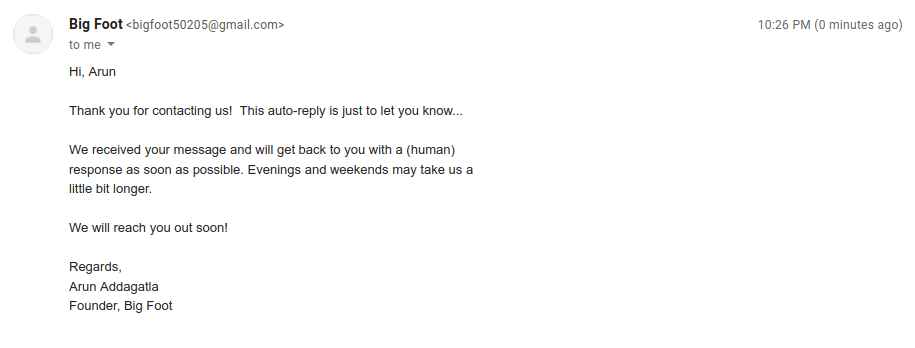 Big Foot <bigfoot50205@gmail.com> 10:26 PM (0 minutes ago)
to me
Hi, Arun
Thank you for contacting us!  This auto-reply is just to let you know...
We received your message and will get back to you with a (human)
response as soon as possible. Evenings and weekends may take us a
little bit longer.
We will reach you out soon!
Regards,
Arun Addagatla
Founder, Big Foot